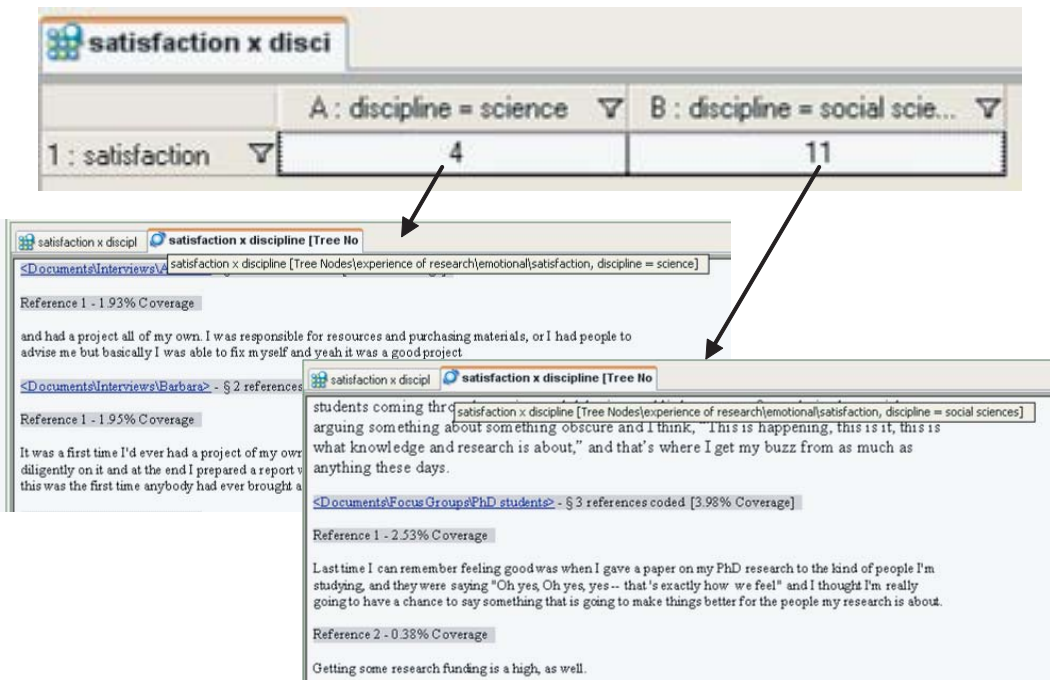 satisfaction x disci
A : discipline = science
B : discipline = social scie...
1 : satisfaction
4
11
satisfaction x discipl
satisfaction x discipline [Tree No
satisfaction x discipline [Tree Nodes\experience of research\emotional\satisfaction, discipline = science]
<Documents\Interviews\A
Reference 1 - 1.93% Coverage
and had a project all of my own. I was responsible for resources and purchasing materials, or I had people to
advise me but basically I was able to fix myself and yeah it was a good project
<Documents\Interviews\Barbara> - § 2 references
Reference 1 - 1.95% Coverage
It was a first time I'd ever had a project of my own
diligently on it and at the end I prepared a report
this was the first time anybody had ever brought a
satisfaction x discipl
satisfaction x discipline [Tree No
satisfaction x discipline [Tree Nodes\experience of research\emotional\satisfaction, discipline = social sciences]
students coming thro
arguing something about something obscure and I think, "This is happening, this is it, this is
what knowledge and research is about," and that's where I get my buzz from as much as
anything these days.
<Documents\Focus Groups\PhD students> - § 3 references coded [3.98% Coverage]
Reference 1 - 2.53% Coverage
Last time I can remember feeling good was when I gave a paper on my PhD research to the kind of people I'm
studying, and they were saying "Oh yes, Oh yes, yes -- that's exactly how we feel" and I thought I'm really
going to have a chance to say something that is going to make things better for the people my research is about.
Reference 2 - 0.38% Coverage
Getting some research funding is a high, as well.